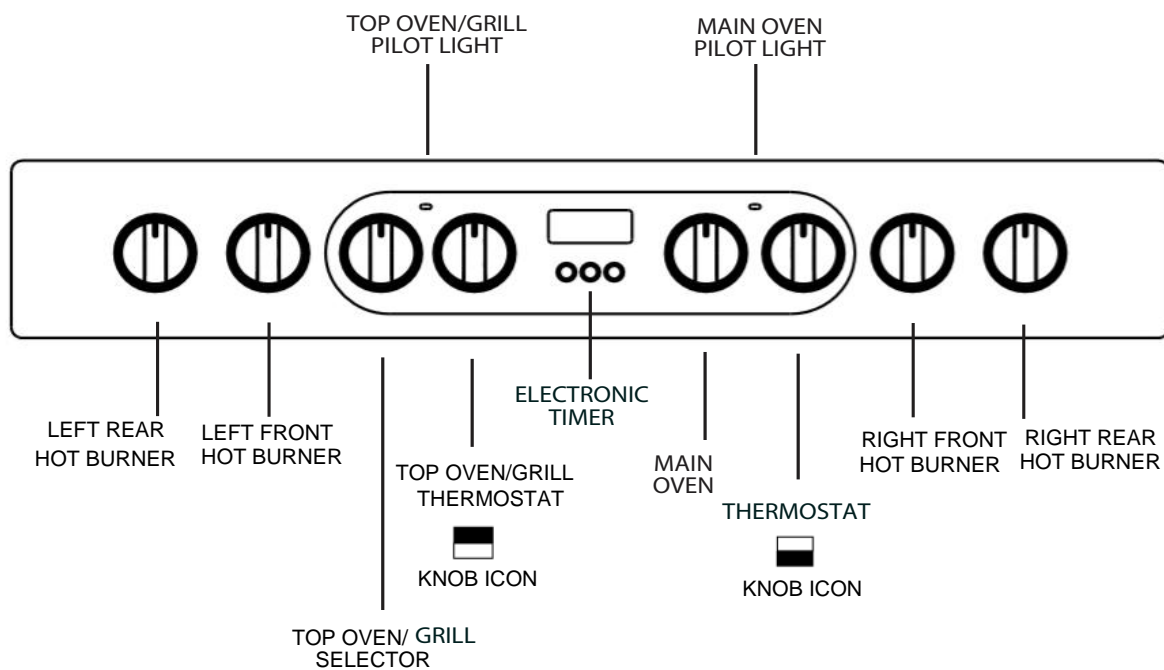 TOP OVEN/GRILL
PILOT LIGHT
MAIN OVEN
PILOT LIGHT
LEFT REAR
HOT BURNER
LEFT FRONT
HOT BURNER
TOP OVEN/ GRILL
SELECTOR
TOP OVEN/GRILL
THERMOSTAT
KNOB ICON
ELECTRONIC
TIMER
MAIN
OVEN
THERMOSTAT
KNOB ICON
RIGHT FRONT
HOT BURNER
RIGHT REAR
HOT BURNER